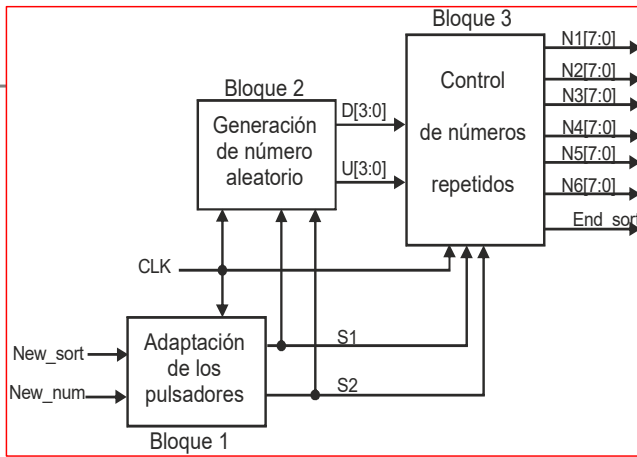 Bloque 3
N1[7:0]
N2[7:0]
N3[7:0]
N4[7:0]
N5[7:0]
N6[7:0]
End_sort
Control
de números
repetidos
Bloque 2
Generación
de número
aleatorio
D[3:0]
U[3:0]
CLK
New_sort
New_num
Adaptación
de los
pulsadores
Bloque 1
S1
S2